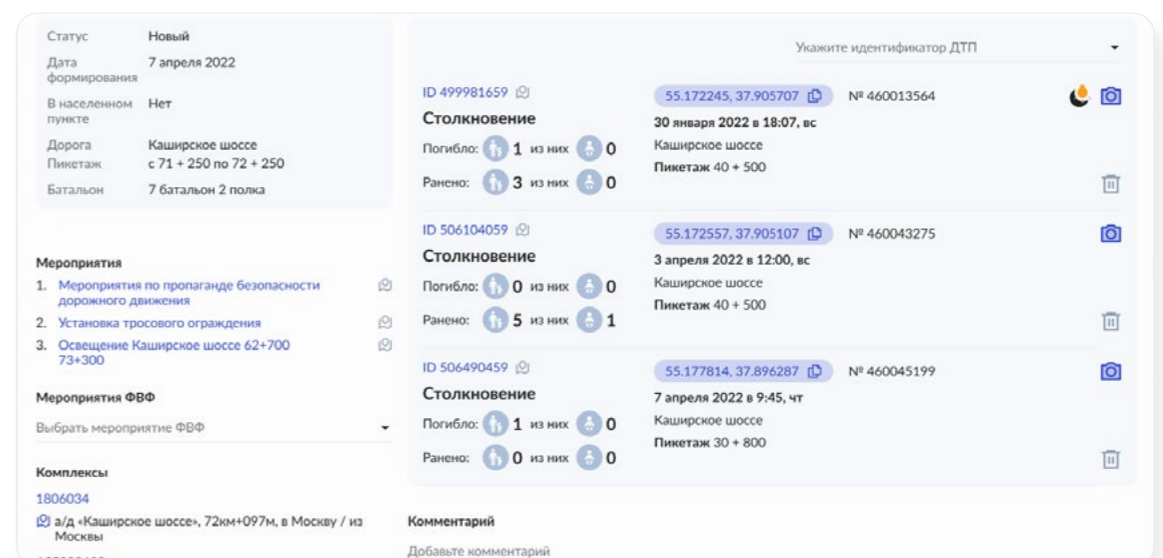 Статус Новый
Дата формирования 7 апреля 2022
В населенном пункте Нет
Дорога Каширское шоссе
Пикетаж с 71 + 250 по 72 + 250
Батальон 7 батальон 2 полка
Мероприятия
1. Мероприятия по пропаганде безопасности
дорожного движения
2. Установка тросового ограждения
3. Освещение Каширское шоссе 62+700
73+300
Мероприятия ФВФ
Выбрать мероприятие ФВФ
Комплексы
1806034
а/д «Каширское шоссе», 72км+097м, в Москву / из
Москвы
Укажите идентификатор ДТП
ID 499981659 55.172245, 37.905707 № 460013564
Столкновение 30 января 2022 в 18:07, вс
Погибло: 1 из них 0 Каширское шоссе
Пикетаж 40 + 500
Ранено: 3 из них 0
ID 506104059 55.172557, 37.905107 № 460043275
Столкновение 3 апреля 2022 в 12:00, вс
Погибло: 0 из них 0 Каширское шоссе
Пикетаж 40 + 500
Ранено: 5 из них 1
ID 506490459 55.177814, 37.896287 № 460045199
Столкновение 7 апреля 2022 в 9:45, чт
Погибло: 1 из них 0 Каширское шоссе
Пикетаж 30 + 800
Ранено: 0 из них 0
Комментарий
Добавьте комментарий